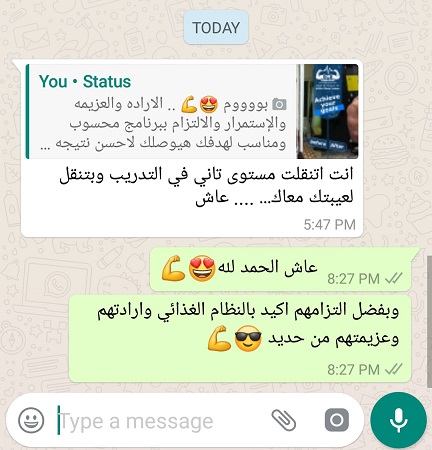 TODAY
You • Status
بووووم 😍💪 .. الاراده والعزيمه
والإستمرار والالتزام ببرنامج محسوب
ومناسب لهدفك هيوصلك لاحسن نتيجه ...
Achieve
your
goals
Before
After
انت اتنقلت مستوى تاني في التدريب وبتنقل
لعيبتك معاك... .... عاش
5:47 PM
عاش الحمد لله😍💪
8:27 PM
وبفضل التزامهم اكيد بالنظام الغذائي وارادتهم
وعزيمتهم من حديد 😎💪
8:27 PM
Type a message